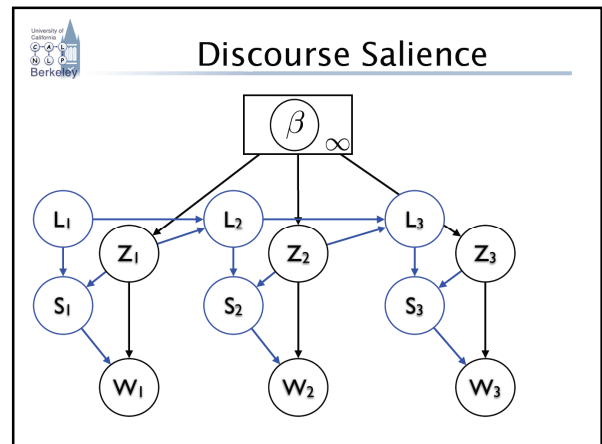 University of
California
C A L
N L P
Berkeley
Discourse Salience
β
∞
L₁
L₂
L₃
Z₁
Z₂
Z₃
S₁
S₂
S₃
W₁
W₂
W₃